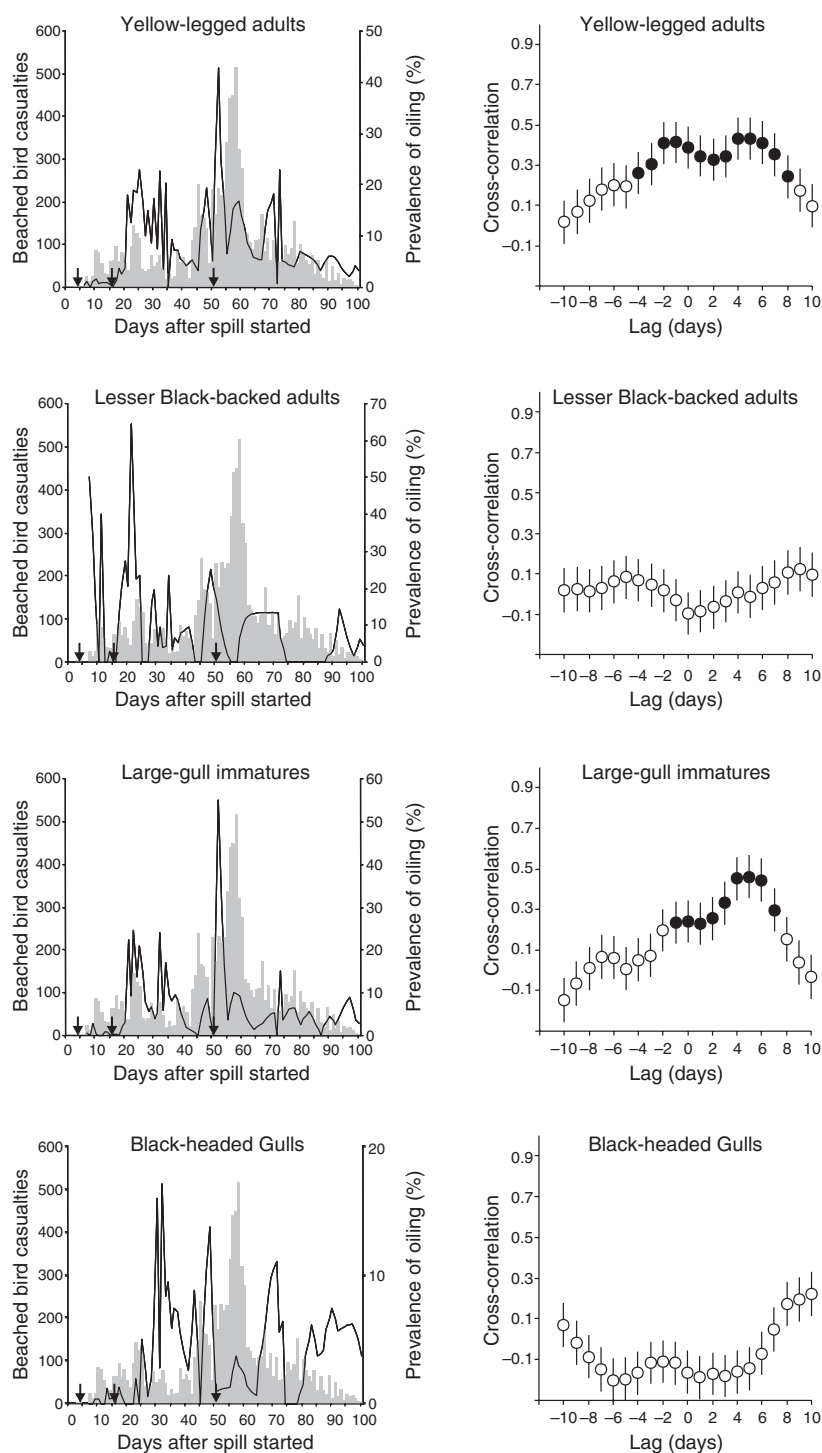 Yellow-legged adults
600
500
400
300
200
100
0
Beached bird casualties
50
40
30
20
10
0
Prevalence of oiling (%)
0 10 20 30 40 50 60 70 80 90 100
Days after spill started
Yellow-legged adults
0.9
0.7
0.5
0.3
0.1
−0.1
Cross-correlation
−10 −8 −6 −4 −2 0 2 4 6 8 10
Lag (days)
Lesser Black-backed adults
600
500
400
300
200
100
0
Beached bird casualties
70
60
50
40
30
20
10
0
Prevalence of oiling (%)
0 10 20 30 40 50 60 70 80 90 100
Days after spill started
Lesser Black-backed adults
0.9
0.7
0.5
0.3
0.1
−0.1
Cross-correlation
−10 −8 −6 −4 −2 0 2 4 6 8 10
Lag (days)
Large-gull immatures
600
500
400
300
200
100
0
Beached bird casualties
60
50
40
30
20
10
0
Prevalence of oiling (%)
0 10 20 30 40 50 60 70 80 90 100
Days after spill started
Large-gull immatures
0.9
0.7
0.5
0.3
0.1
−0.1
Cross-correlation
−10 −8 −6 −4 −2 0 2 4 6 8 10
Lag (days)
Black-headed Gulls
600
500
400
300
200
100
0
Beached bird casualties
20
10
0
Prevalence of oiling (%)
0 10 20 30 40 50 60 70 80 90 100
Days after spill started
Black-headed Gulls
0.9
0.7
0.5
0.3
−0.1
Cross-correlation
−10 −8 −6 −4 −2 0 2 4 6 8 10
Lag (days)